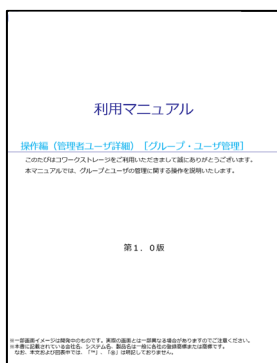 利用マニュアル
操作編（管理者ユーザ詳細）［グループ・ユーザ管理］
このたびはコワークストレージをご利用いただきまして誠にありがとうございます。
本マニュアルでは、グループとユーザの管理に関する操作を説明いたします。
第１．０版
※一部画面イメージは開発中のものです。実際の画面とは一部異なる場合がありますのでご注意ください。
※本書に記載されている会社名、システム名、製品名は一般に各社の登録商標または商標です。
なお、本文および図表中では、「™」、「®」は明記しておりません。